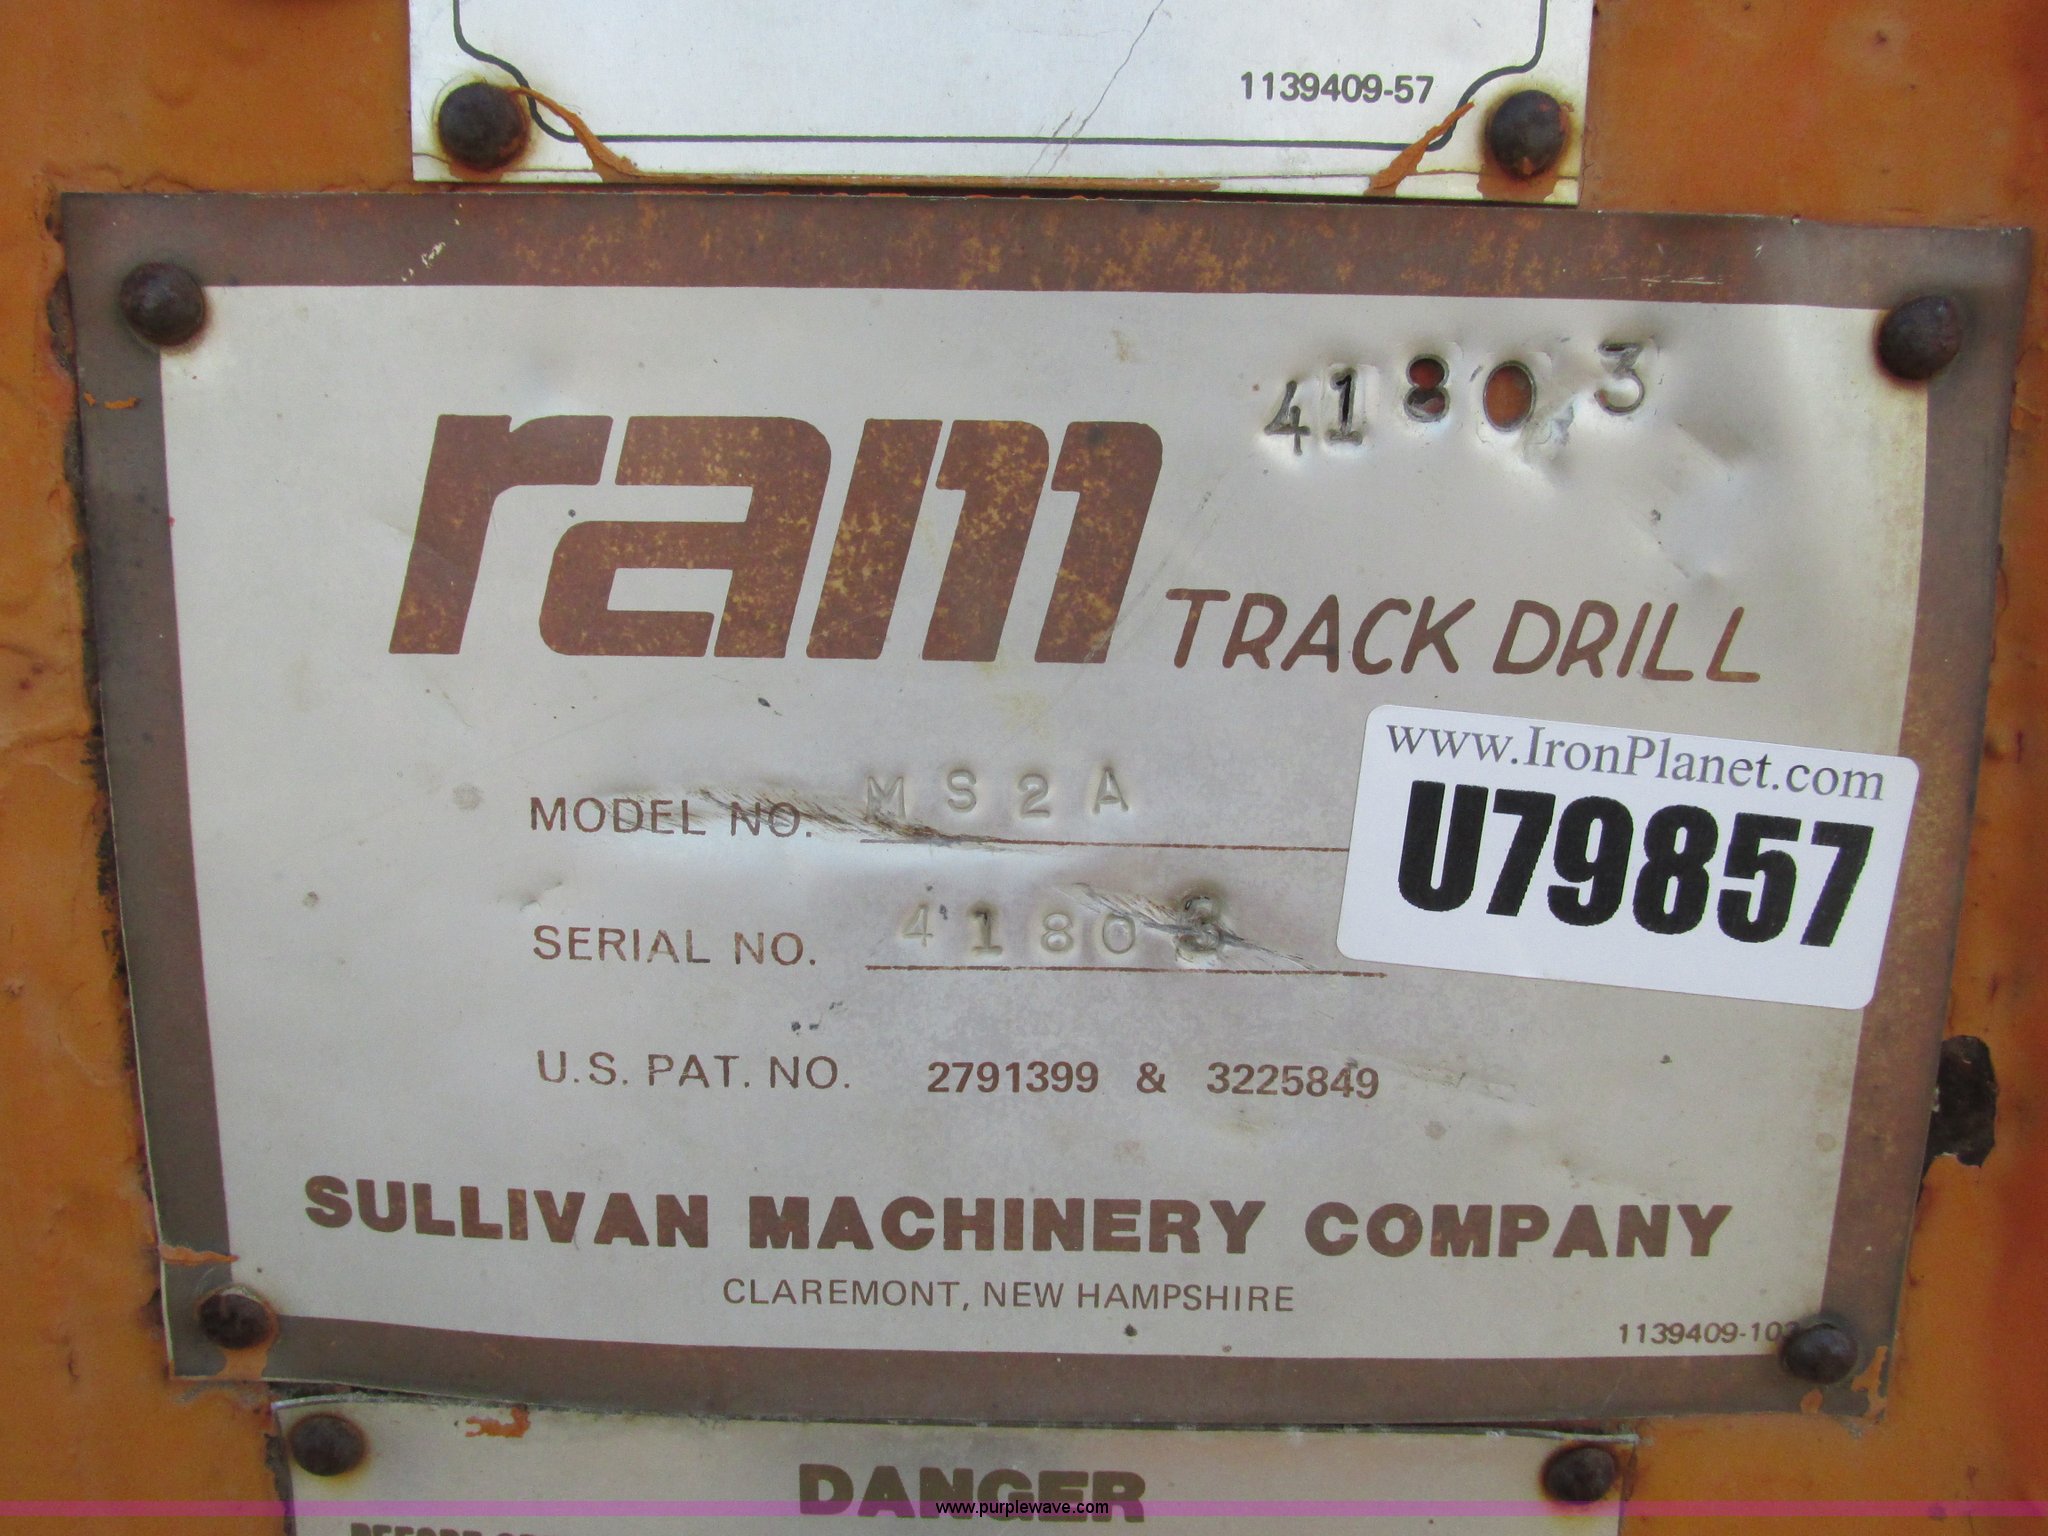 1139409-57
41803
ram TRACK DRILL
MODEL NO. MS2A
www.IronPlanet.com
U79857
SERIAL NO. 41803
U.S. PAT. NO. 2791399 & 3225849
SULLIVAN MACHINERY COMPANY
CLAREMONT, NEW HAMPSHIRE
DANGER
www.purplewave.com